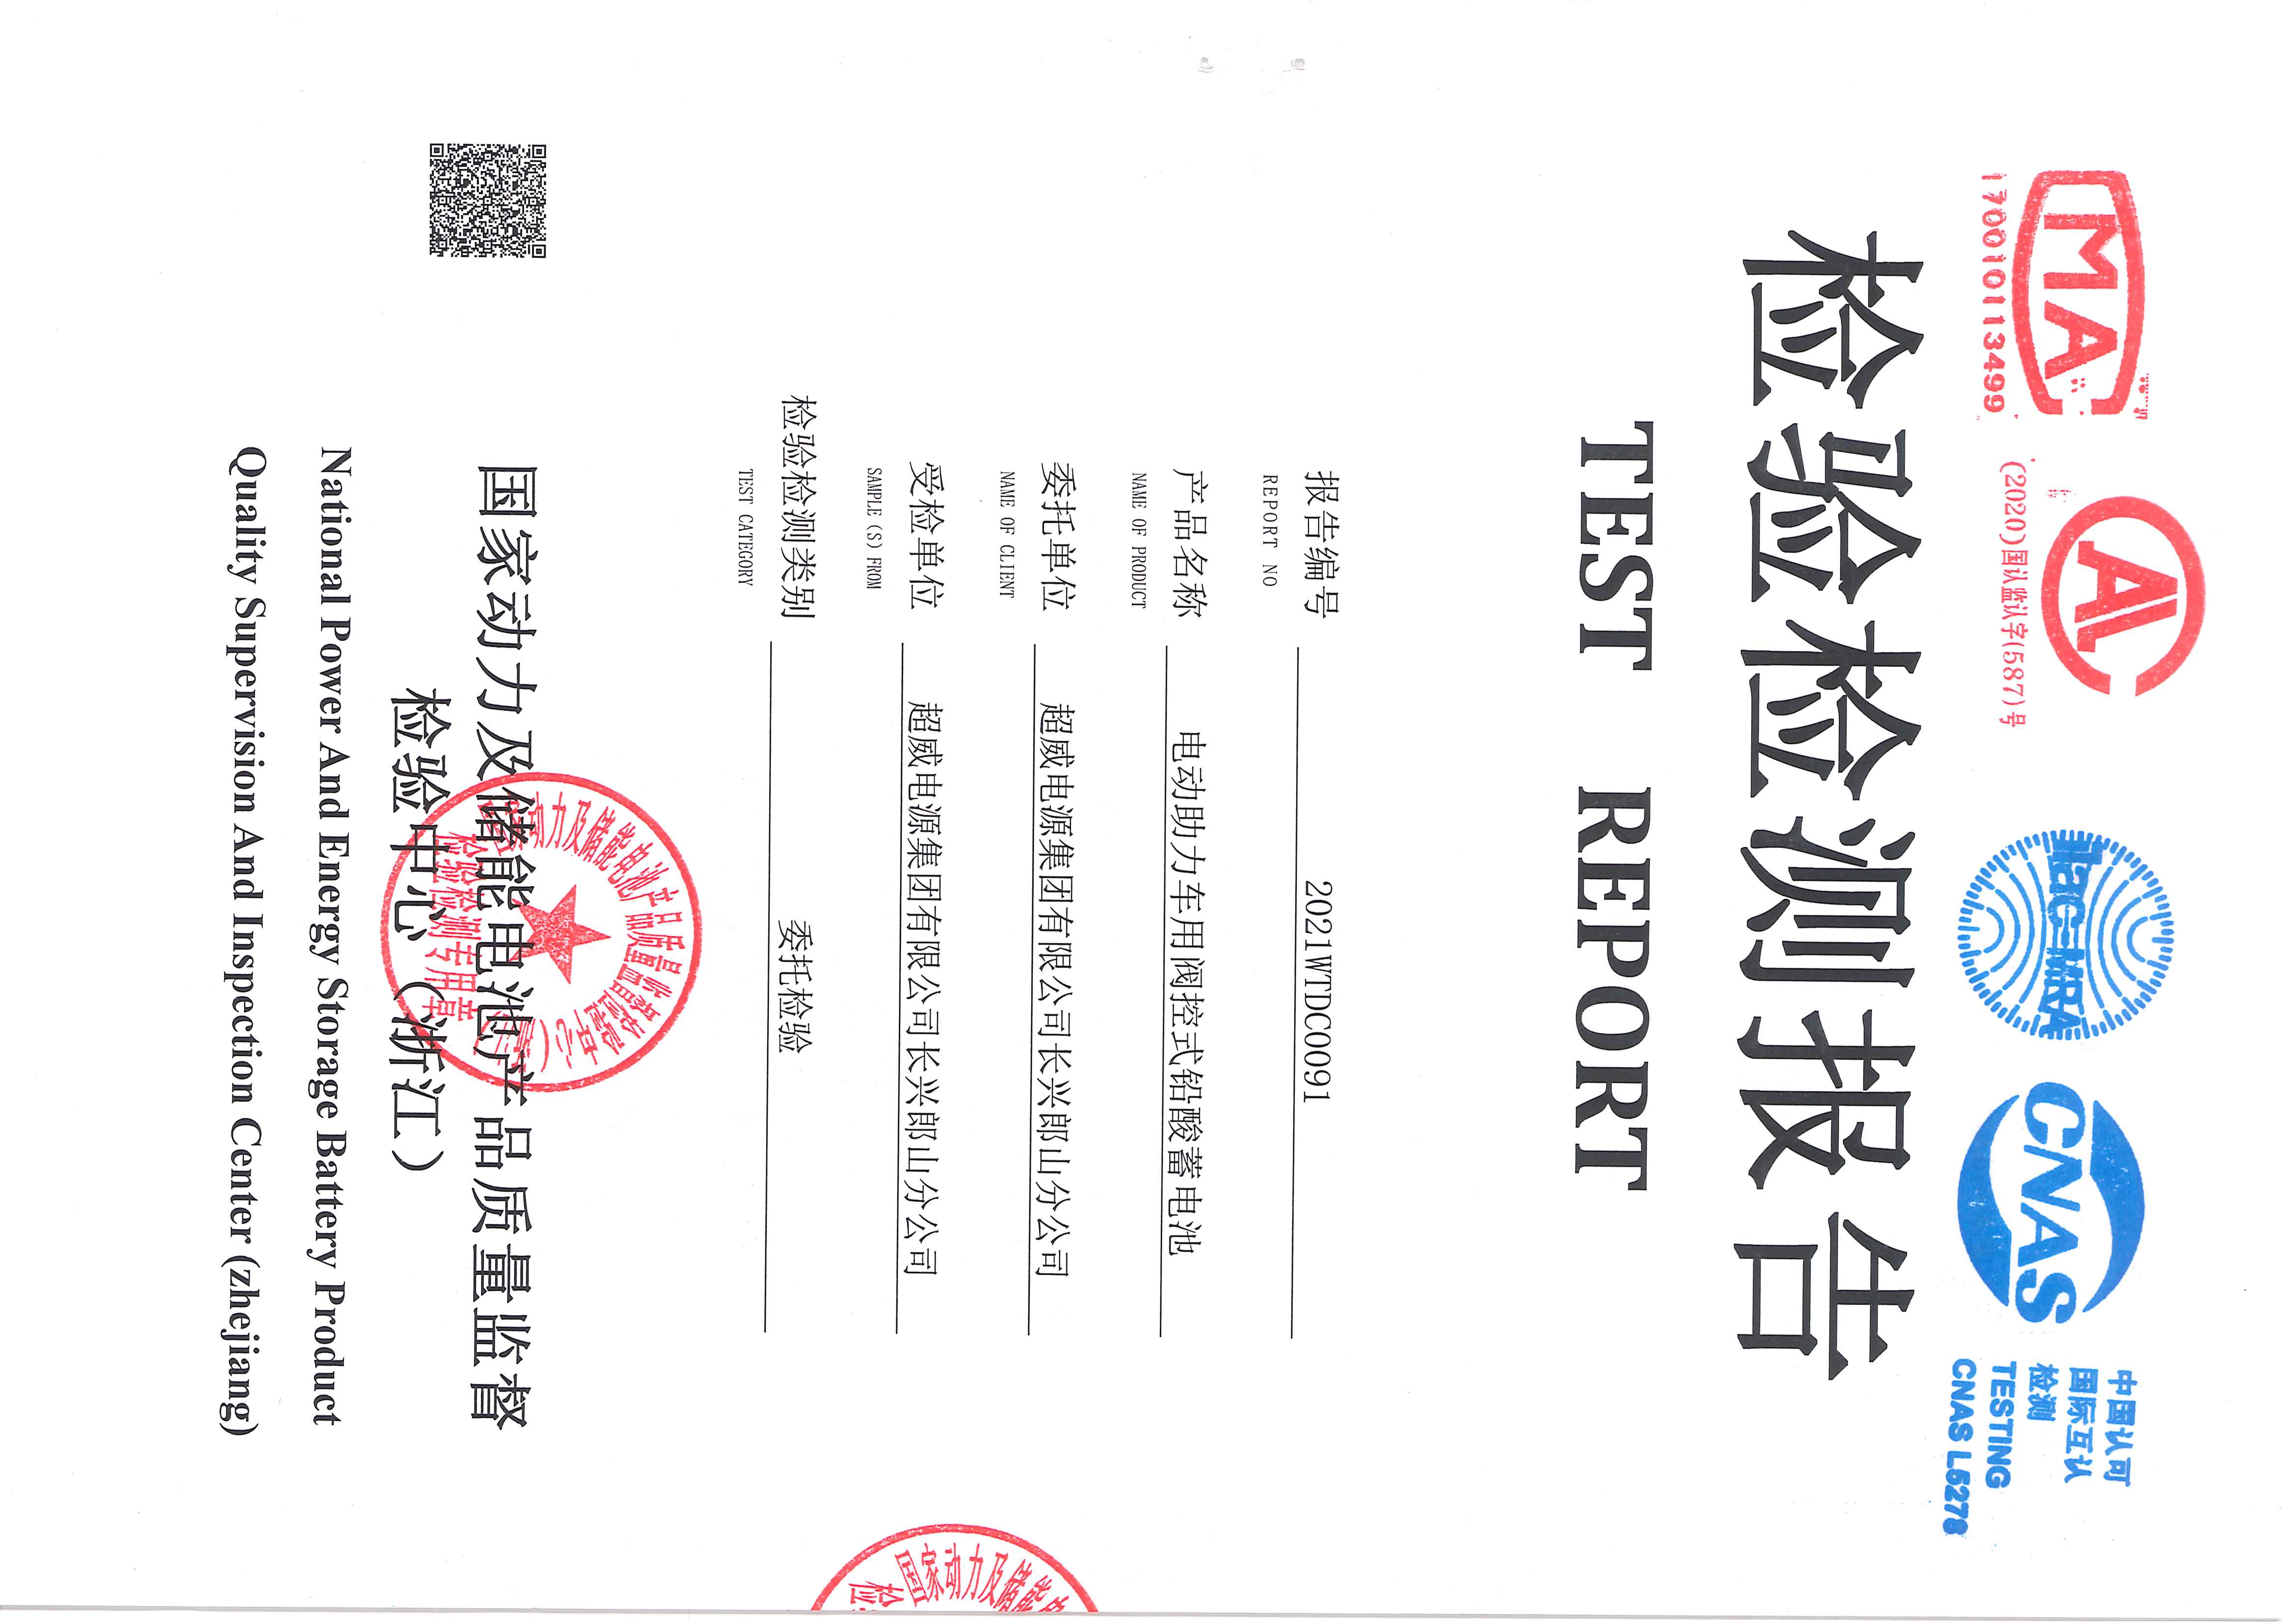 MA
170010113499
CAL
(2020)国认监认字(587)号
ilac-MRA
CNAS
中国认可
国际互认
检测
TESTING
CNAS L5278
检验检测报告
TEST REPORT
报告编号 2021WTDC0091
REPORT NO
产品名称 电动助力车用阀控式铅酸蓄电池
NAME OF PRODUCT
委托单位 超威电源集团有限公司长兴郎山分公司
NAME OF CLIENT
受检单位 超威电源集团有限公司长兴郎山分公司
SAMPLE(S) FROM
检验检测类别 委托检验
TEST CATEGORY
国家动力及储能电池产品质量监督检验中心(浙江)
检验检测专用章
国家动力及储能电池产品质量监督
检验中心（浙江）
National Power And Energy Storage Battery Product
Quality Supervision And Inspection Center (zhejiang)
国家动力及储能
检